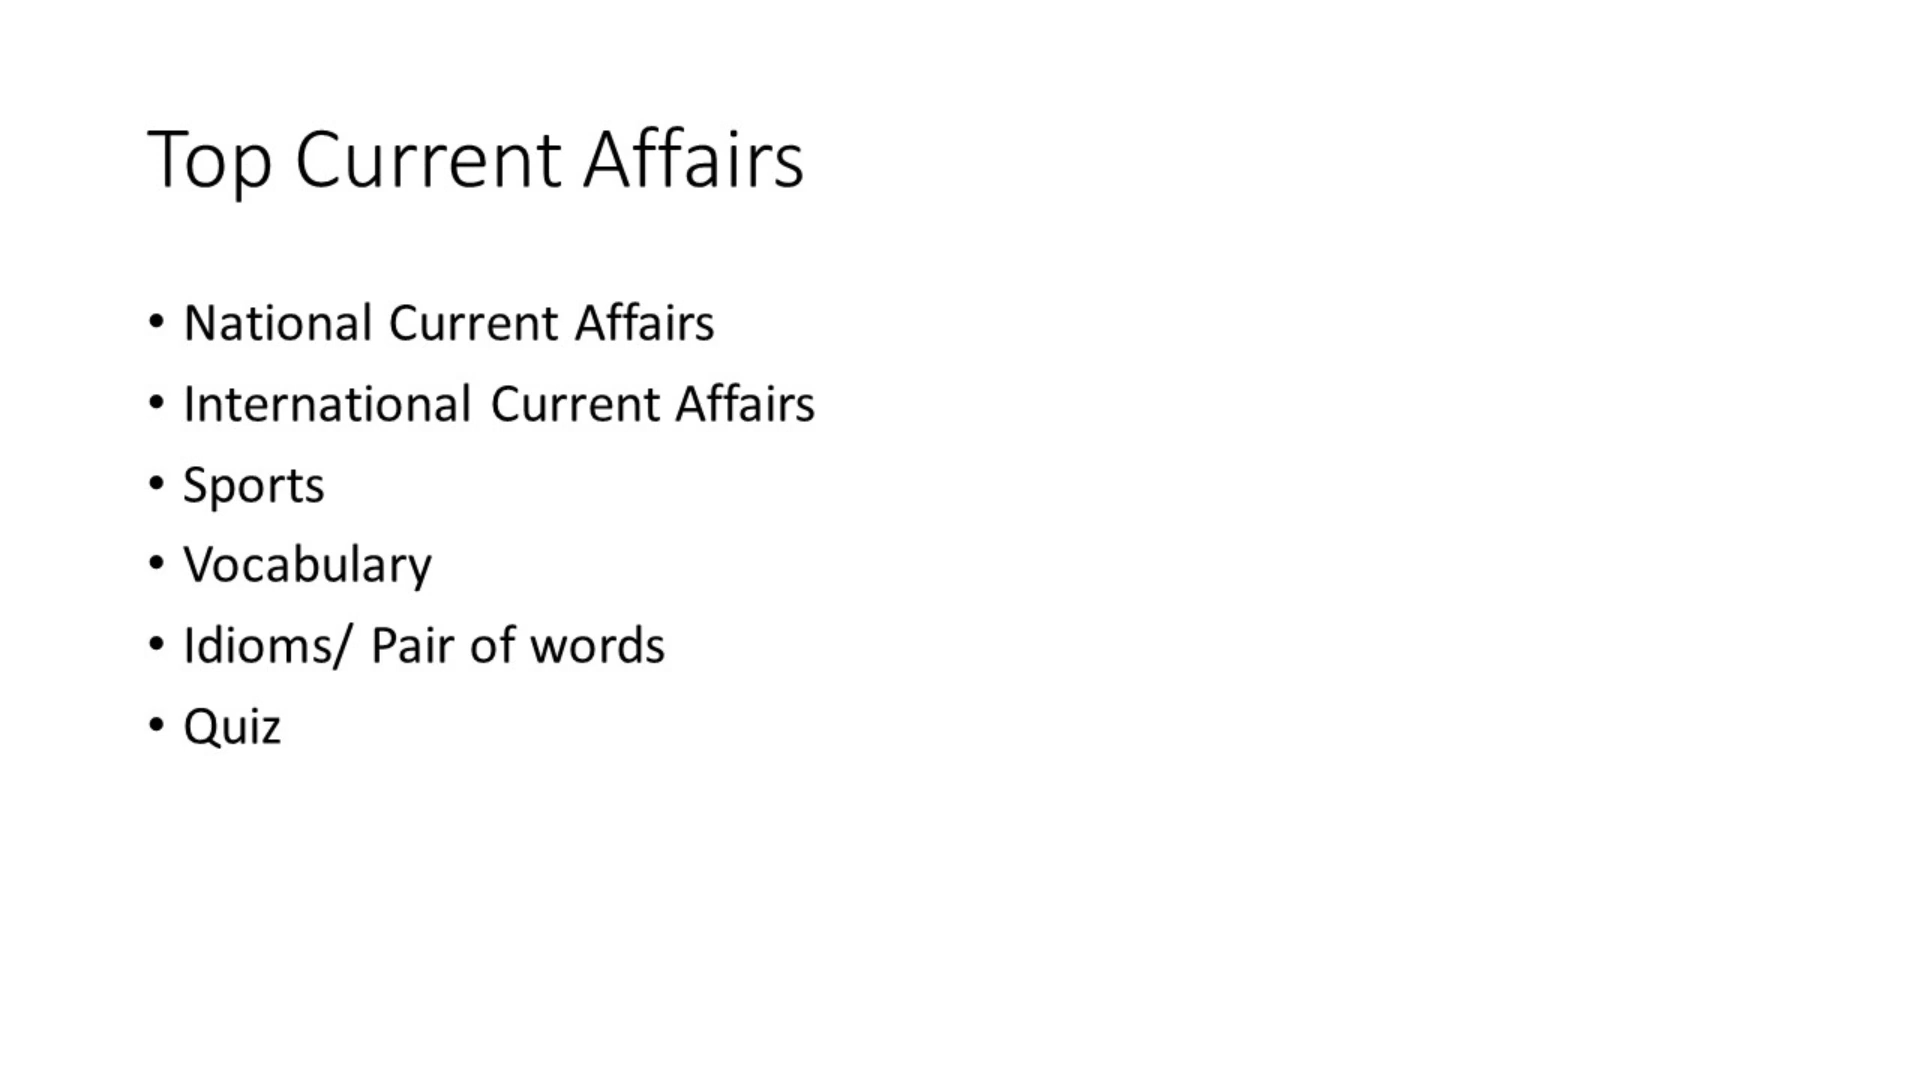 Top Current Affairs
• National Current Affairs
• International Current Affairs
• Sports
• Vocabulary
• Idioms/ Pair of words
• Quiz